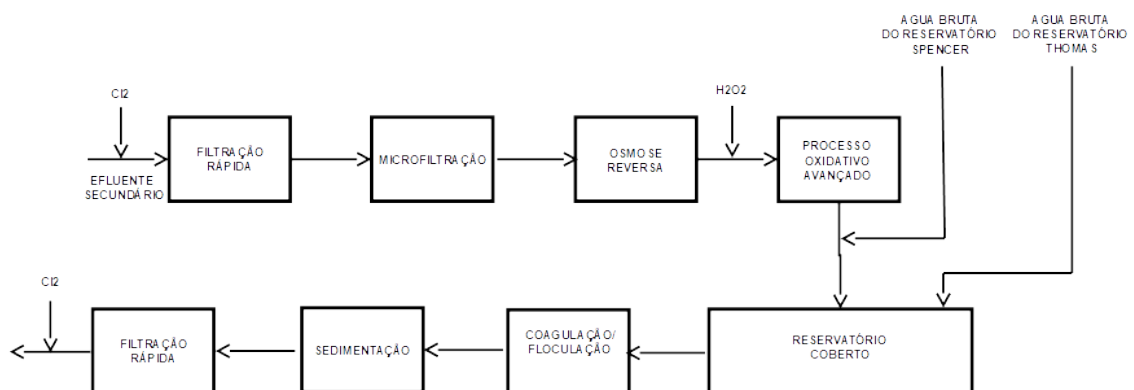 AGUA BRUTA
DO RESERVATÓRIO
SPENCER
AGUA BRUTA
DO RESERVATÓRIO
THOMAS
Cl2
H2O2
FILTRAÇÃO
RÁPIDA
MICROFILTRAÇÃO
OSMOSE
REVERSA
PROCESSO
OXIDATIVO
AVANÇADO
EFLUENTE
SECUNDÁRIO
Cl2
FILTRAÇÃO
RÁPIDA
SEDIMENTAÇÃO
COAGULAÇÃO/
FLOCULAÇÃO
RESERVATÓRIO
COBERTO